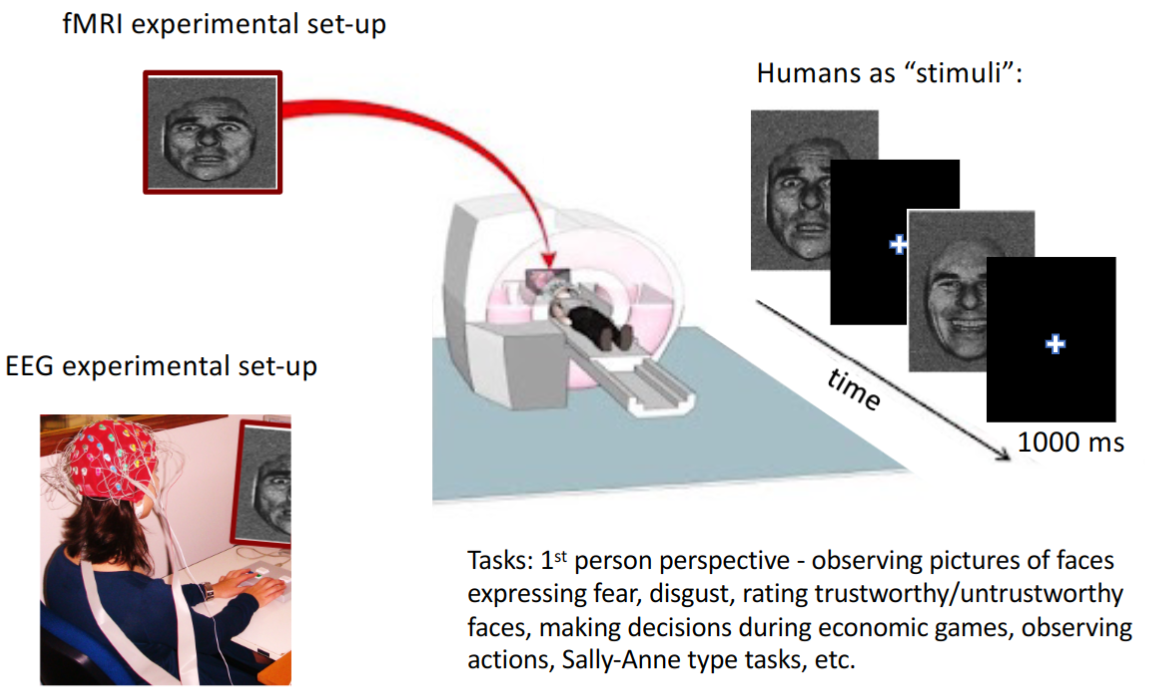 fMRI experimental set-up
Humans as “stimuli”:
EEG experimental set-up
time
1000 ms
Tasks: 1st person perspective - observing pictures of faces
expressing fear, disgust, rating trustworthy/untrustworthy
faces, making decisions during economic games, observing
actions, Sally-Anne type tasks, etc.